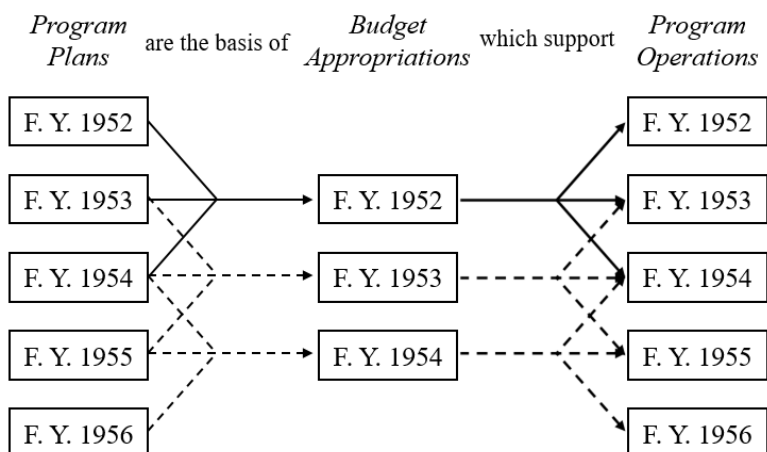 Program Plans
are the basis of
Budget Appropriations
which support
Program Operations
F. Y. 1952
F. Y. 1952
F. Y. 1953
F. Y. 1952
F. Y. 1953
F. Y. 1954
F. Y. 1953
F. Y. 1954
F. Y. 1955
F. Y. 1954
F. Y. 1955
F. Y. 1956
F. Y. 1956